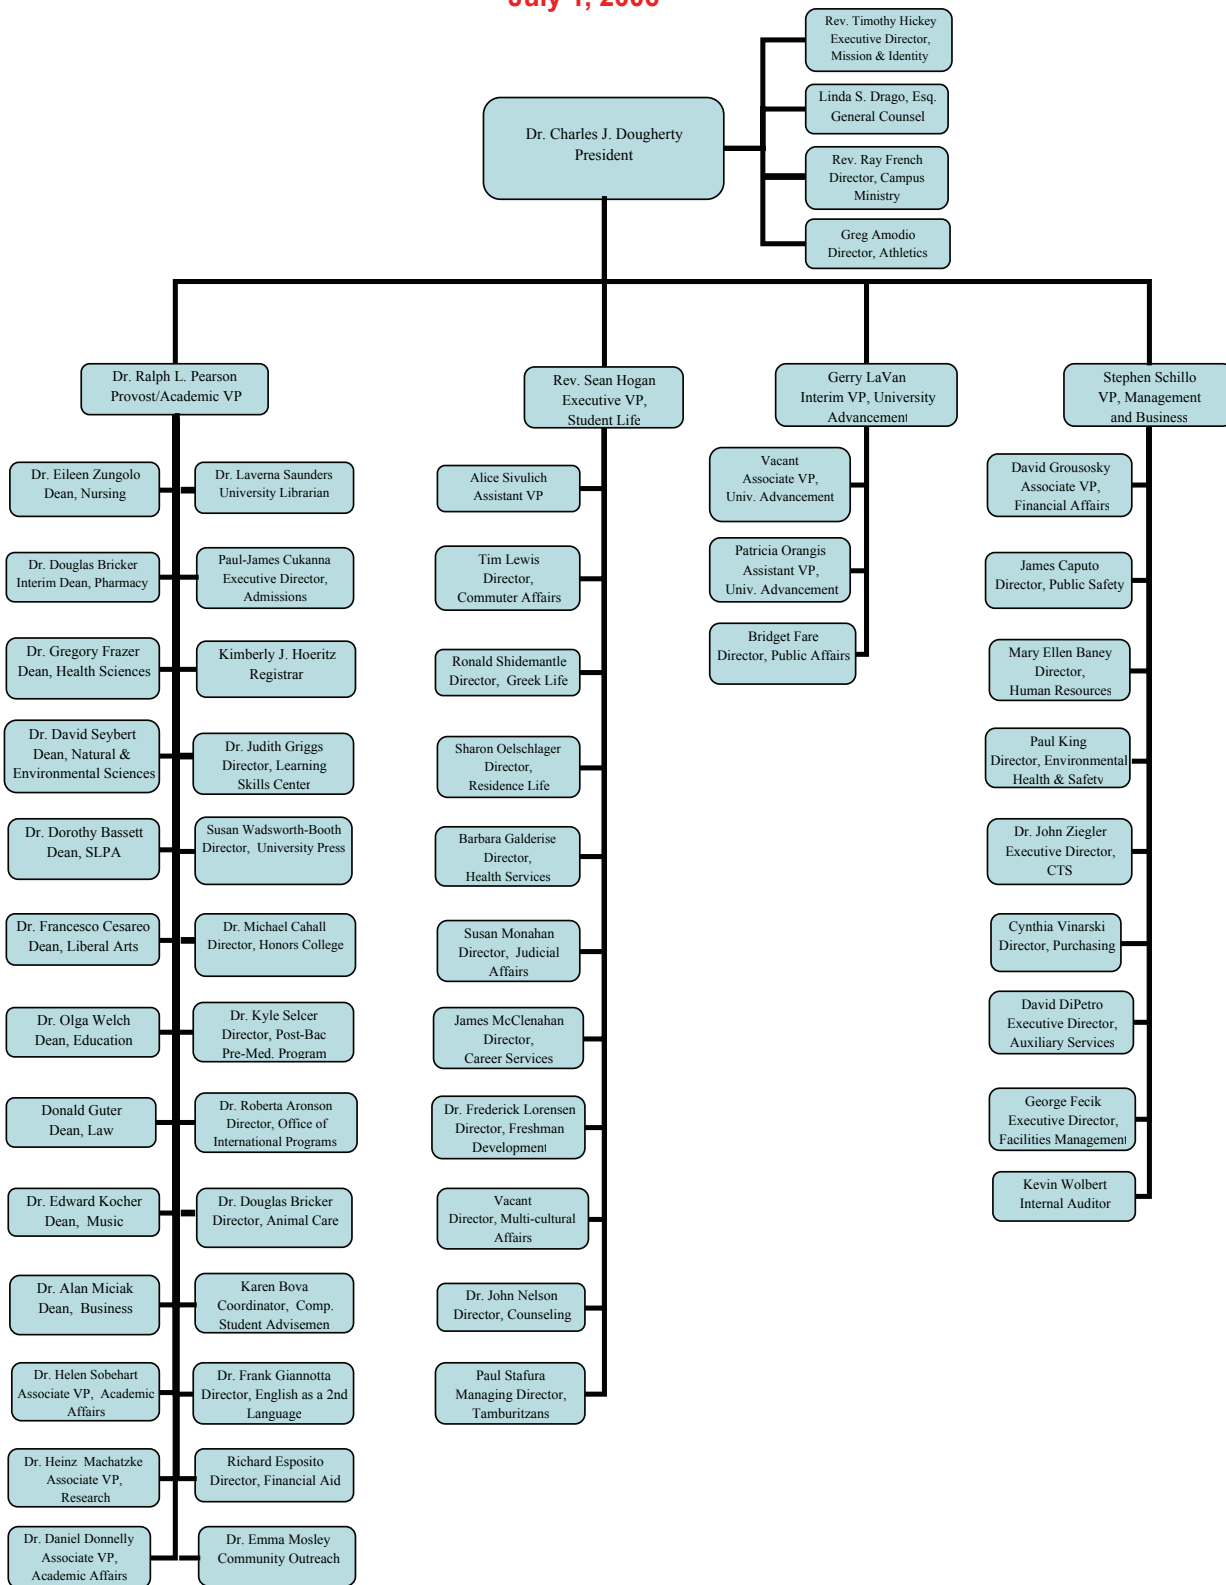 July 1, 2006
Rev. Timothy Hickey
Executive Director,
Mission & Identity
Linda S. Drago, Esq.
General Counsel
Dr. Charles J. Dougherty
President
Rev. Ray French
Director, Campus
Ministry
Greg Amodio
Director, Athletics
Dr. Ralph L. Pearson
Provost/Academic VP
Rev. Sean Hogan
Executive VP,
Student Life
Gerry LaVan
Interim VP, University
Advancement
Stephen Schillo
VP, Management
and Business
Dr. Eileen Zungolo
Dean, Nursing
Dr. Laverna Saunders
University Librarian
Dr. Douglas Bricker
Interim Dean, Pharmacy
Paul-James Cukanna
Executive Director,
Admissions
Dr. Gregory Frazer
Dean, Health Sciences
Kimberly J. Hoeritz
Registrar
Dr. David Seybert
Dean, Natural &
Environmental Sciences
Dr. Judith Griggs
Director, Learning
Skills Center
Dr. Dorothy Bassett
Dean, SLPA
Susan Wadsworth-Booth
Director, University Press
Dr. Francesco Cesareo
Dean, Liberal Arts
Dr. Michael Cahall
Director, Honors College
Dr. Olga Welch
Dean, Education
Dr. Kyle Selcer
Director, Post-Bac
Pre-Med. Program
Donald Guter
Dean, Law
Dr. Roberta Aronson
Director, Office of
International Programs
Dr. Edward Kocher
Dean, Music
Dr. Douglas Bricker
Director, Animal Care
Dr. Alan Miciak
Dean, Business
Karen Bova
Coordinator, Comp.
Student Advisemen
Dr. Helen Sobehart
Associate VP, Academic
Affairs
Dr. Frank Giannotta
Director, English as a 2nd
Language
Dr. Heinz Machatzke
Associate VP,
Research
Richard Esposito
Director, Financial Aid
Dr. Daniel Donnelly
Associate VP,
Academic Affairs
Dr. Emma Mosley
Community Outreach
Alice Sivulich
Assistant VP
Tim Lewis
Director,
Commuter Affairs
Ronald Shidemantle
Director, Greek Life
Sharon Oelschlager
Director,
Residence Life
Barbara Galderise
Director,
Health Services
Susan Monahan
Director, Judicial
Affairs
James McClenahan
Director,
Career Services
Dr. Frederick Lorensen
Director, Freshman
Development
Vacant
Director, Multi-cultural
Affairs
Dr. John Nelson
Director, Counseling
Paul Stafura
Managing Director,
Tamburitzans
Vacant
Associate VP,
Univ. Advancement
Patricia Orangis
Assistant VP,
Univ. Advancement
Bridget Fare
Director, Public Affairs
David Grousosky
Associate VP,
Financial Affairs
James Caputo
Director, Public Safety
Mary Ellen Baney
Director,
Human Resources
Paul King
Director, Environmental
Health & Safety
Dr. John Ziegler
Executive Director,
CTS
Cynthia Vinarski
Director, Purchasing
David DiPetro
Executive Director,
Auxiliary Services
George Fecik
Executive Director,
Facilities Management
Kevin Wolbert
Internal Auditor